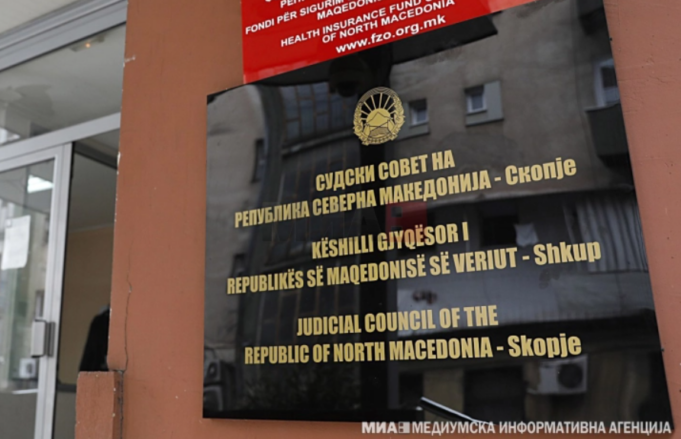 MAQEDONI
FONDI PËR SIGURIM
HEALTH INSURANCE FUND
OF NORTH MACEDONIA
www.fzo.org.mk
СУДСКИ СОВЕТ НА
РЕПУБЛИКА СЕВЕРНА МАКЕДОНИЈА - Скопје
KËSHILLI GJYQËSOR I
REPUBLIKËS SË MAQEDONISË SË VERIUT - Shkup
JUDICIAL COUNCIL OF THE
REPUBLIC OF NORTH MACEDONIA - Skopje
МИА МЕДИУМСКА ИНФОРМАТИВНА АГЕНЦИЈА